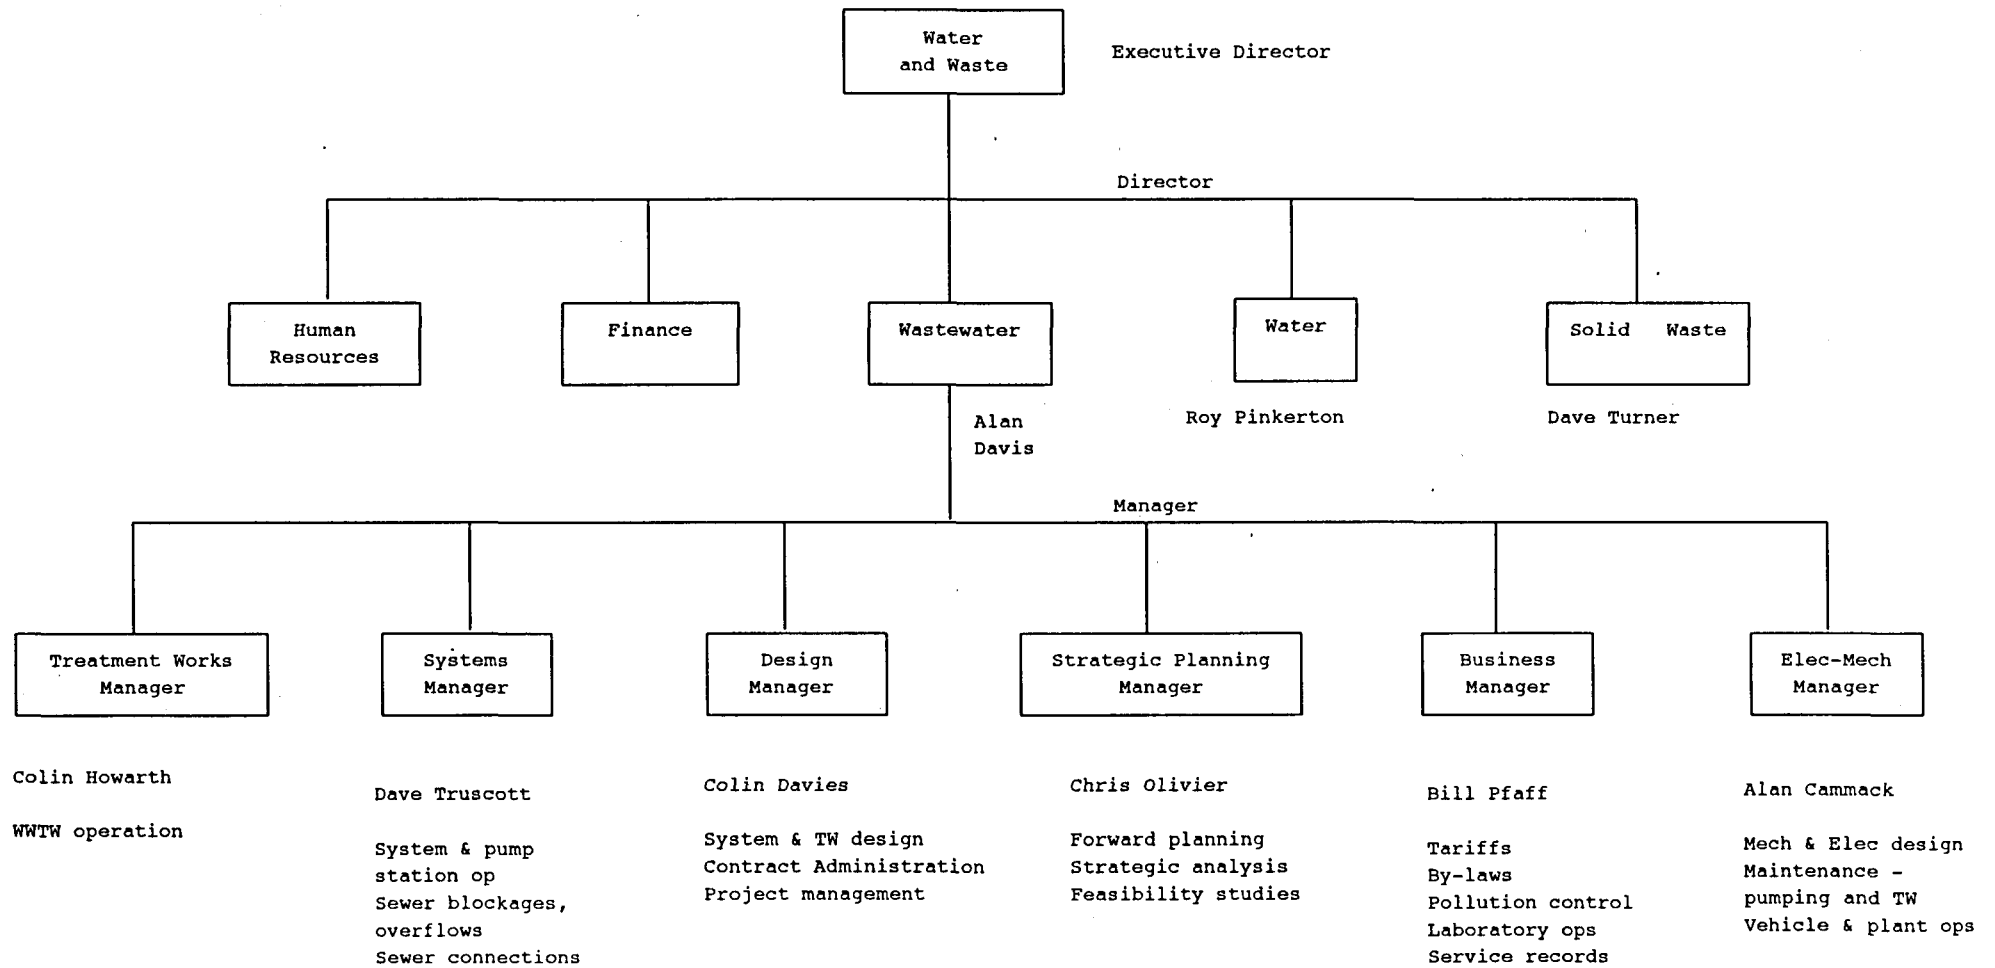 Water
and Waste
Executive Director
Director
Human
Resources
Finance
Wastewater
Water
Solid Waste
Alan
Davis
Roy Pinkerton
Dave Turner
Manager
Treatment Works
Manager
Systems
Manager
Design
Manager
Strategic Planning
Manager
Business
Manager
Elec-Mech
Manager
Colin Howarth
WWTW operation
Dave Truscott
System & pump
station op
Sewer blockages,
overflows
Sewer connections
Colin Davies
System & TW design
Contract Administration
Project management
Chris Olivier
Forward planning
Strategic analysis
Feasibility studies
Bill Pfaff
Tariffs
By-laws
Pollution control
Laboratory ops
Service records
Alan Cammack
Mech & Elec design
Maintenance -
pumping and TW
Vehicle & plant ops